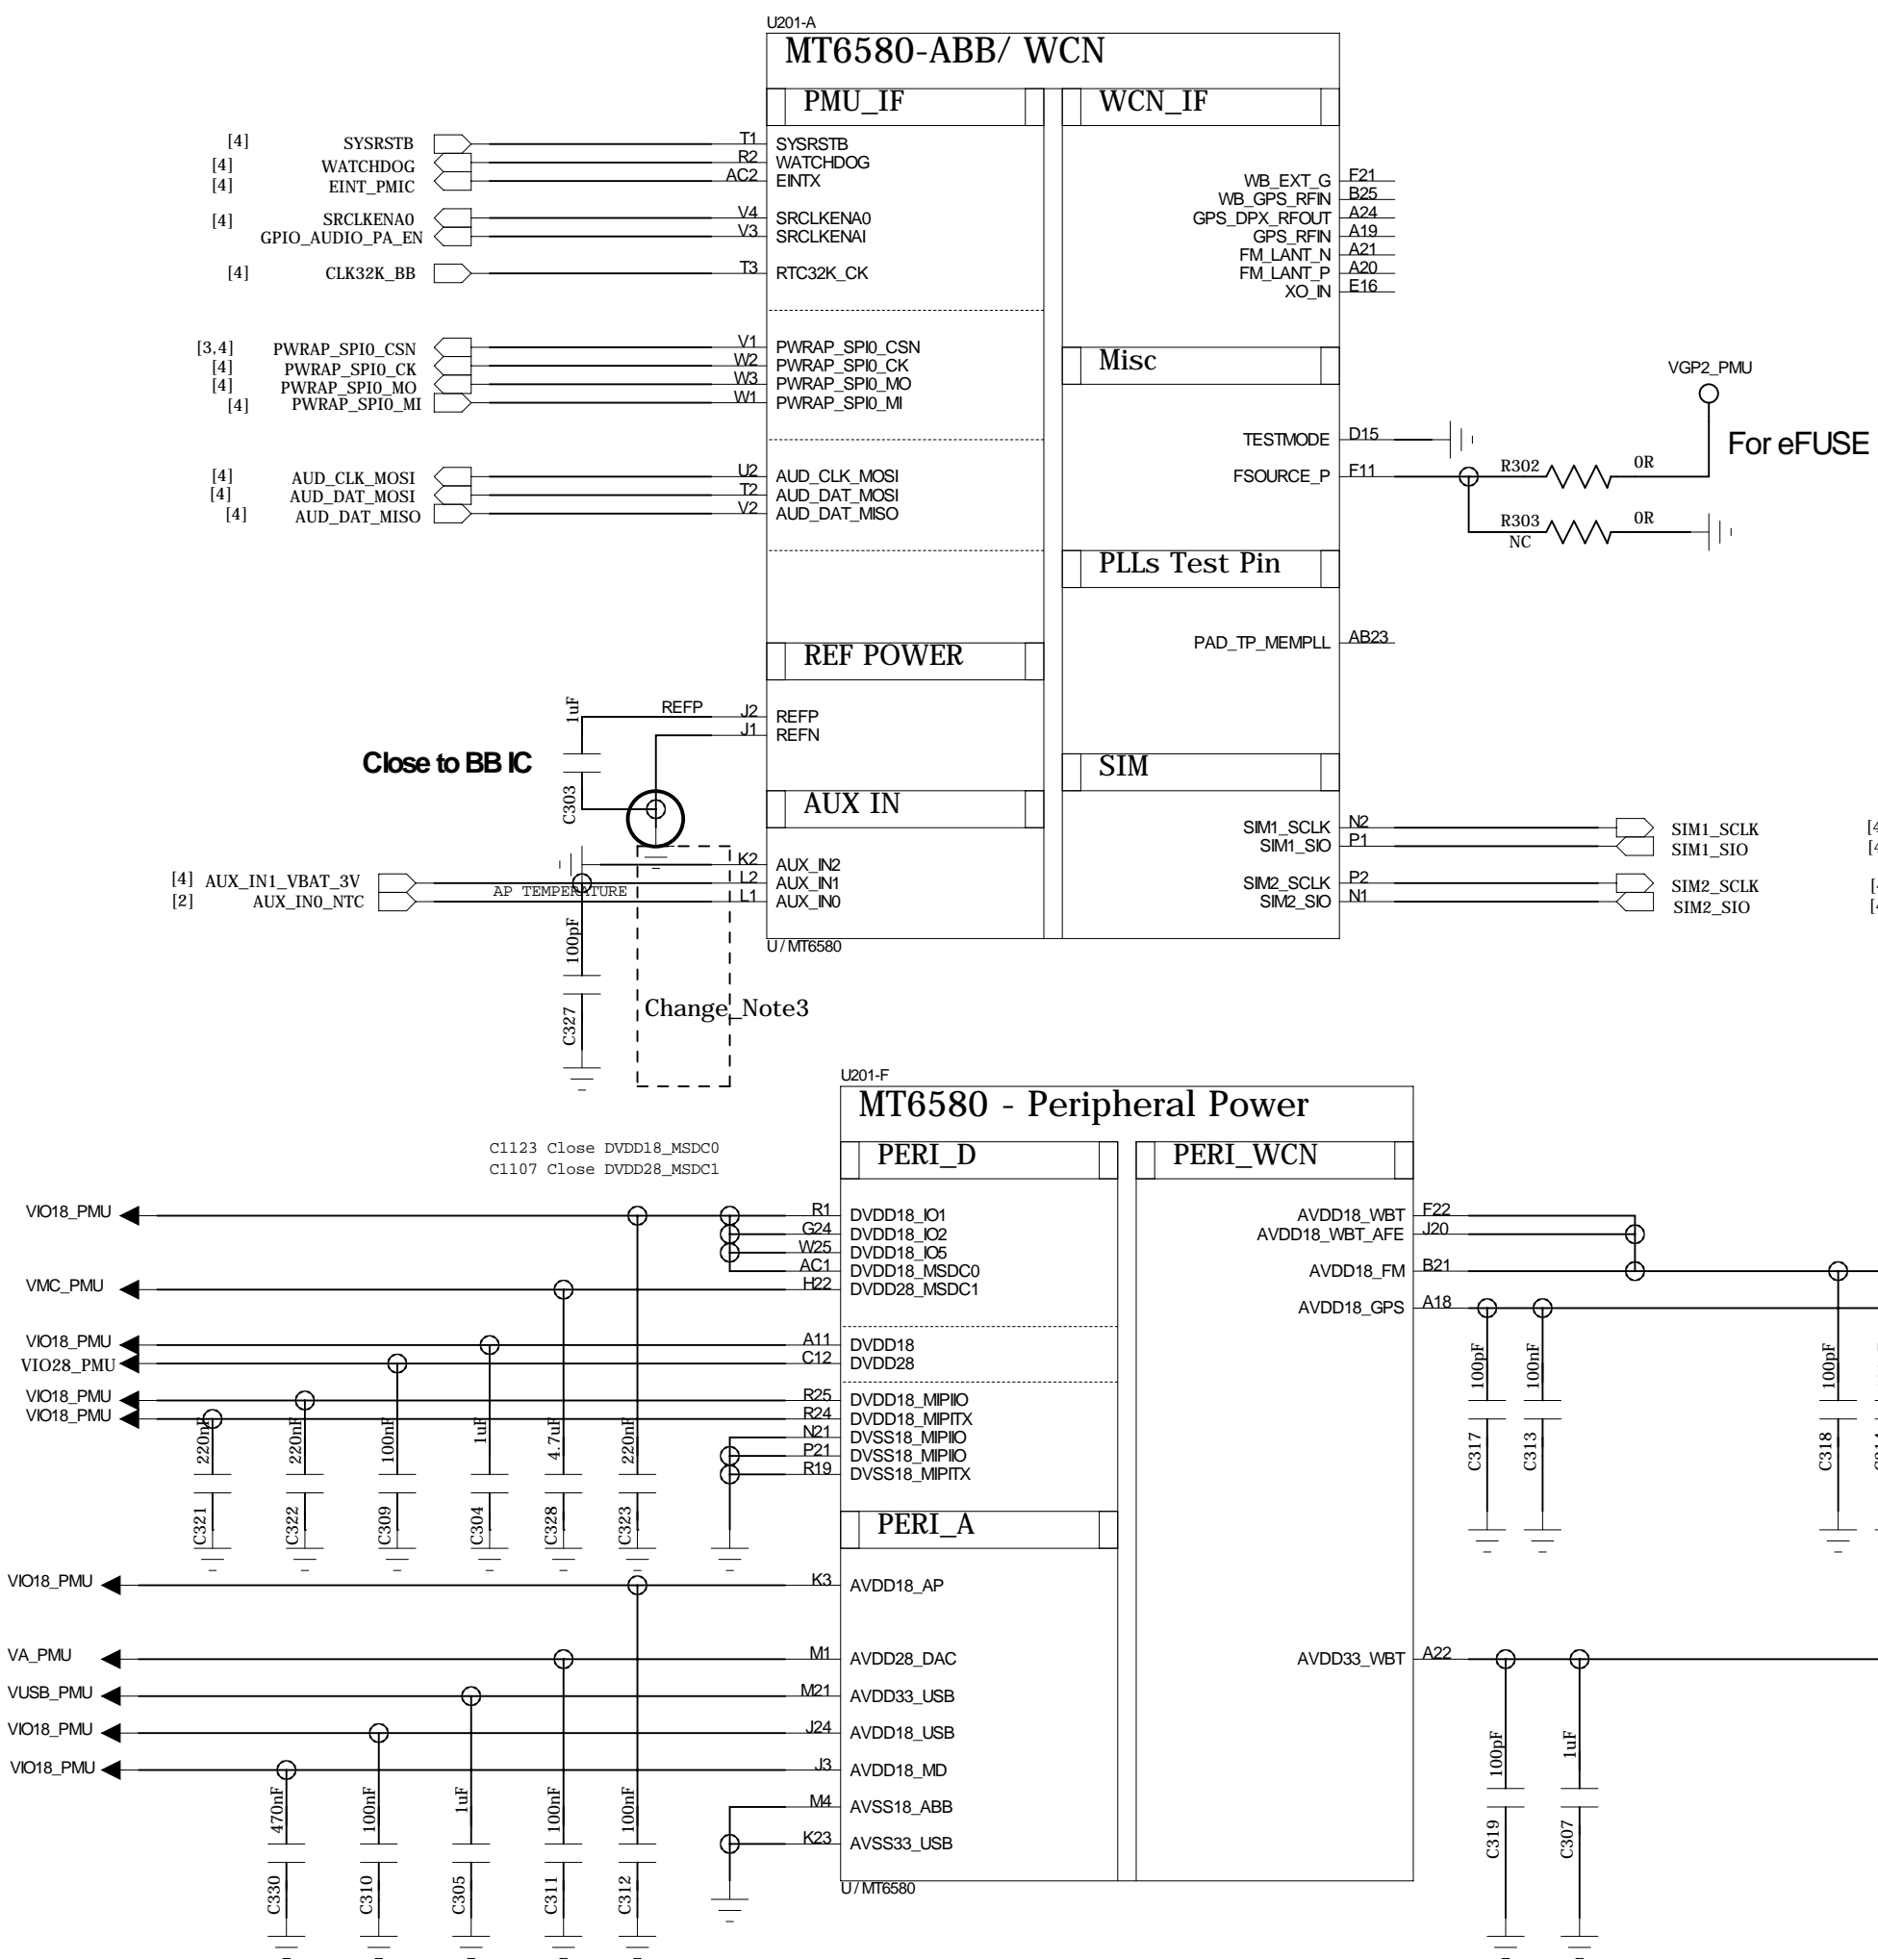 U201-A
MT6580-ABB/ WCN
PMU_IF
WCN_IF
[4] SYSRSTB T1 SYSRSTB
[4] WATCHDOG R2 WATCHDOG
[4] EINT_PMIC AC2 EINTX
WB_EXT_G F21
WB_GPS_RFIN B25
[4] SRCLKENA0 V4 SRCLKENA0
GPS_DPX_RFOUT A24
GPIO_AUDIO_PA_EN V3 SRCLKENAI
GPS_RFIN A19
FM_LANT_N A21
[4] CLK32K_BB T3 RTC32K_CK
FM_LANT_P A20
XO_IN E16
[3,4] PWRAP_SPI0_CSN V1 PWRAP_SPI0_CSN
[4] PWRAP_SPI0_CK W2 PWRAP_SPI0_CK
[4] PWRAP_SPI0_MO W3 PWRAP_SPI0_MO
[4] PWRAP_SPI0_MI W1 PWRAP_SPI0_MI
Misc
VGP2_PMU
TESTMODE D15
For eFUSE
[4] AUD_CLK_MOSI U2 AUD_CLK_MOSI
[4] AUD_DAT_MOSI T2 AUD_DAT_MOSI
[4] AUD_DAT_MISO V2 AUD_DAT_MISO
FSOURCE_P F11
R302 0R
R303 0R
NC
PLLs Test Pin
PAD_TP_MEMPLL AB23
REF POWER
1uF
REFP J2 REFP
J1 REFN
Close to BB IC
C303
SIM
AUX IN
SIM1_SCLK N2 SIM1_SCLK
SIM1_SIO P1 SIM1_SIO
K2 AUX_IN2
[4] AUX_IN1_VBAT_3V L2 AUX_IN1
AP TEMPERATURE
[2] AUX_IN0_NTC L1 AUX_IN0
SIM2_SCLK P2 SIM2_SCLK
SIM2_SIO N1 SIM2_SIO
U / MT6580
100pF
C327
Change_Note3
U201-F
MT6580 - Peripheral Power
C1123 Close DVDD18_MSDC0
C1107 Close DVDD28_MSDC1
PERI_D
PERI_WCN
VIO18_PMU R1 DVDD18_IO1
G24 DVDD18_IO2
W25 DVDD18_IO5
AC1 DVDD18_MSDC0
VMC_PMU H22 DVDD28_MSDC1
AVDD18_WBT F22
AVDD18_WBT_AFE J20
AVDD18_FM B21
AVDD18_GPS A18
VIO18_PMU A11 DVDD18
VIO28_PMU C12 DVDD28
VIO18_PMU R25 DVDD18_MIPIIO
VIO18_PMU R24 DVDD18_MIPITX
N21 DVSS18_MIPIIO
P21 DVSS18_MIPIIO
R19 DVSS18_MIPITX
220nF 220nF 100nF 1uF 4.7uF 220nF
C321 C322 C309 C304 C328 C323
100pF 100nF 100pF
C317 C313 C318
PERI_A
VIO18_PMU K3 AVDD18_AP
VA_PMU M1 AVDD28_DAC
AVDD33_WBT A22
VUSB_PMU M21 AVDD33_USB
VIO18_PMU J24 AVDD18_USB
VIO18_PMU J3 AVDD18_MD
M4 AVSS18_ABB
K23 AVSS33_USB
470nF 100nF 1uF 100nF 100nF
C330 C310 C305 C311 C312
100pF 1uF
C319 C307
U / MT6580